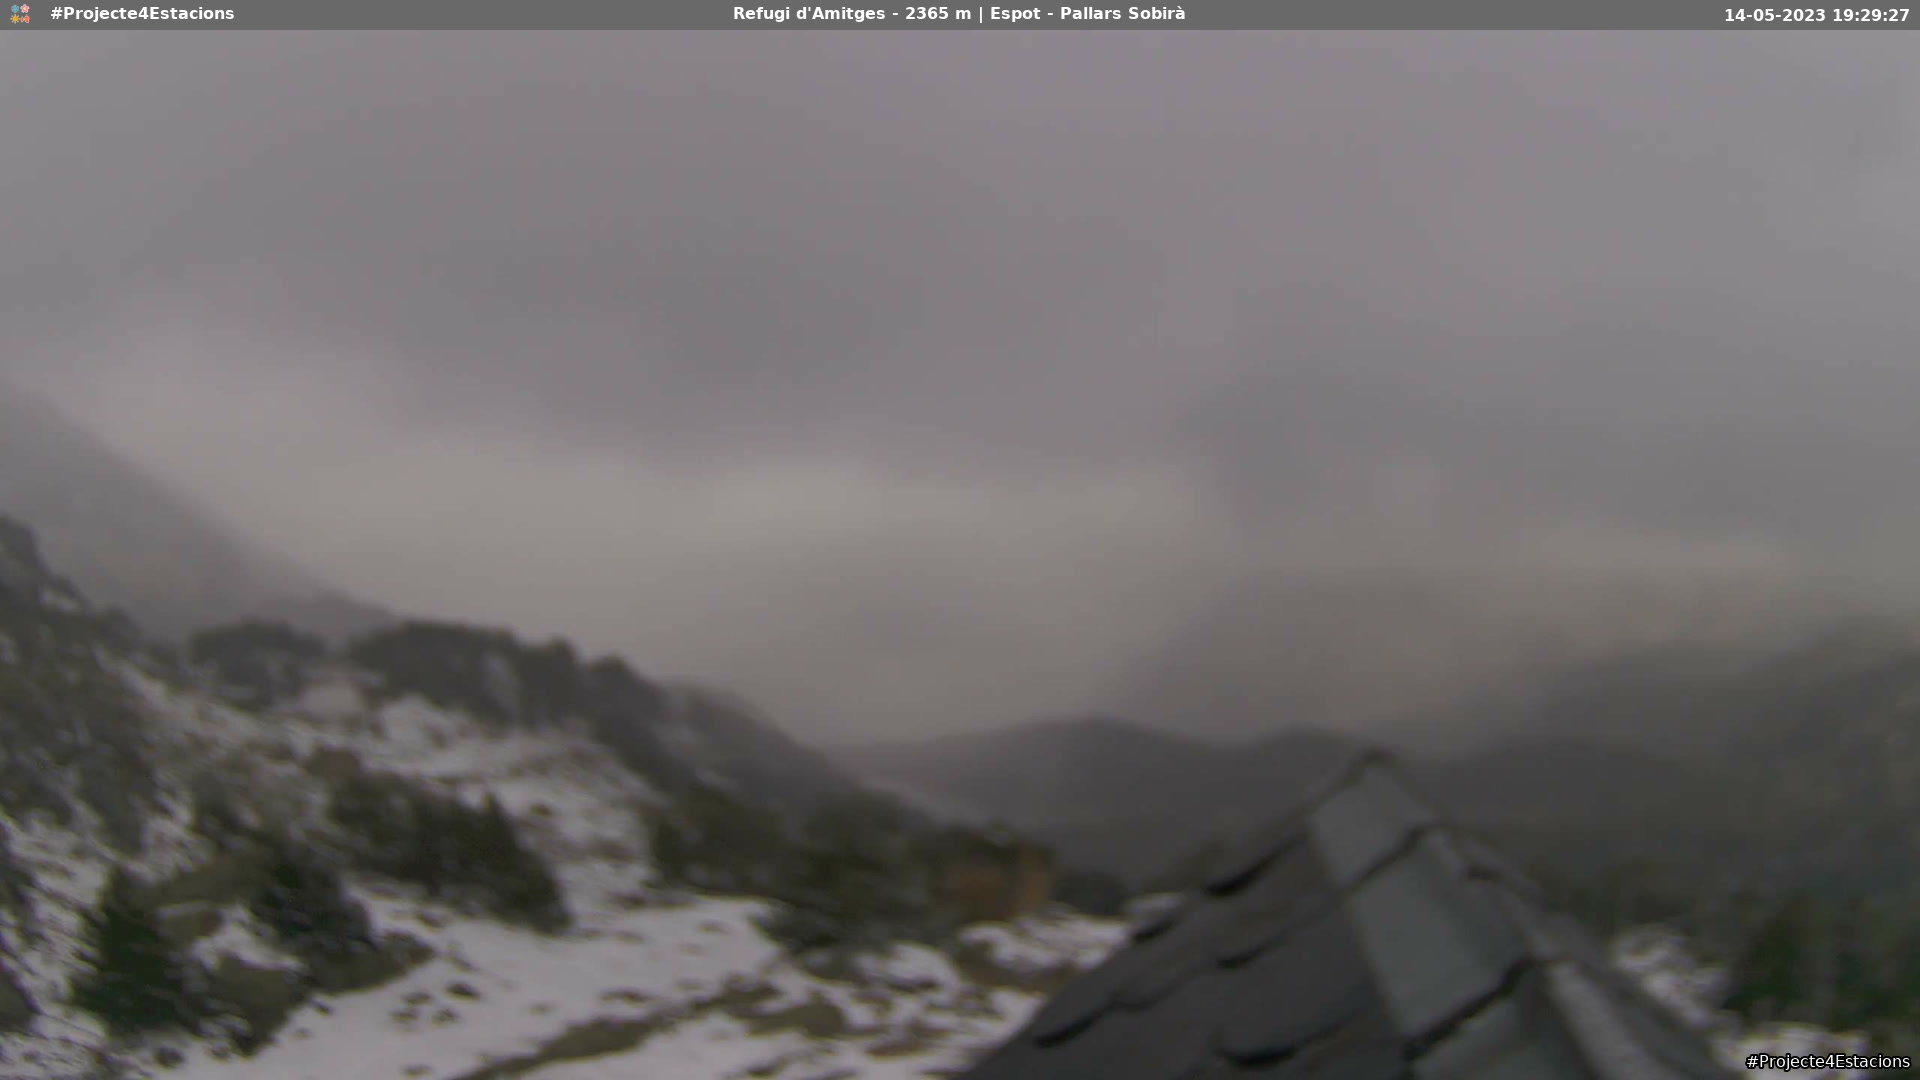 #Projecte4Estacions
Refugi d'Amitges - 2365 m | Espot - Pallars Sobirà
14-05-2023 19:29:27
#Projecte4Estacions